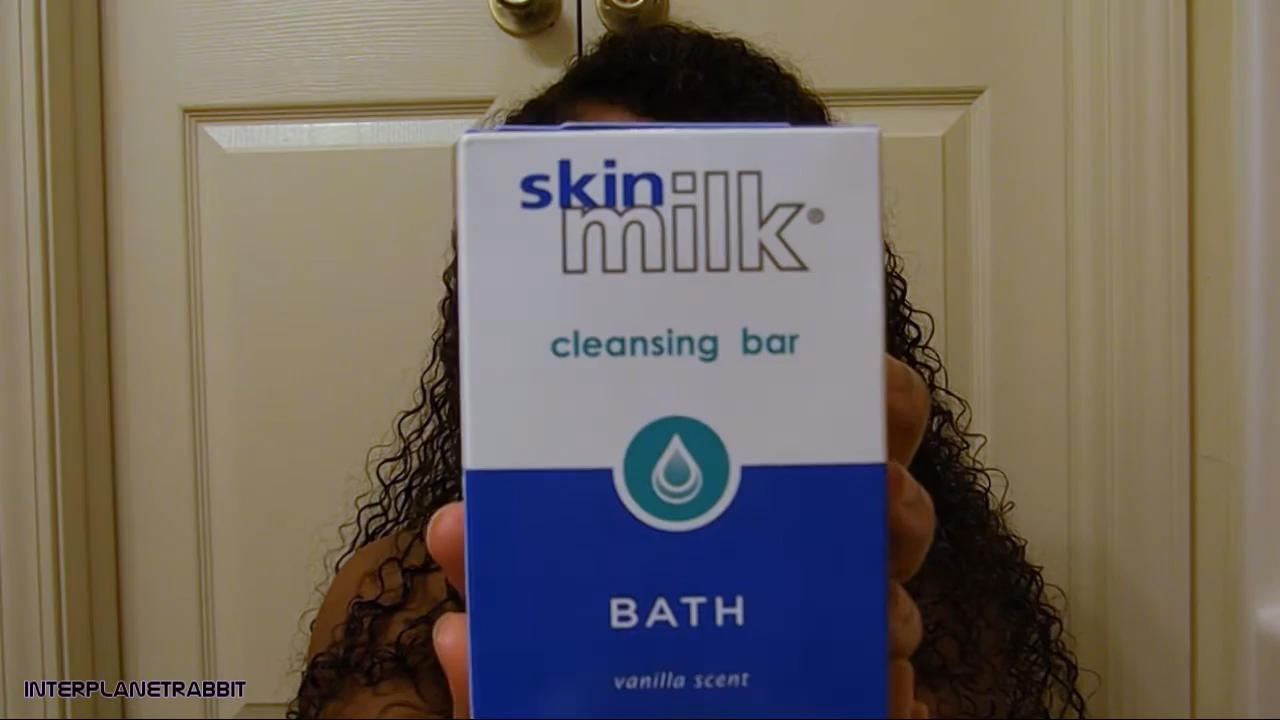 skin
milk®
cleansing bar
BATH
vanilla scent
INTERPLANETRABBIT